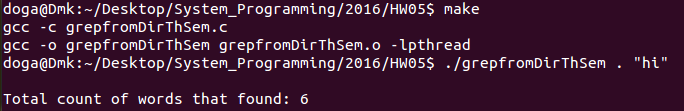 doga@Dmk:~/Desktop/System_Programming/2016/HW05$ make
gcc -c grepfromDirThSem.c
gcc -o grepfromDirThSem grepfromDirThSem.o -lpthread
doga@Dmk:~/Desktop/System_Programming/2016/HW05$ ./grepfromDirThSem . "hi"
Total count of words that found: 6